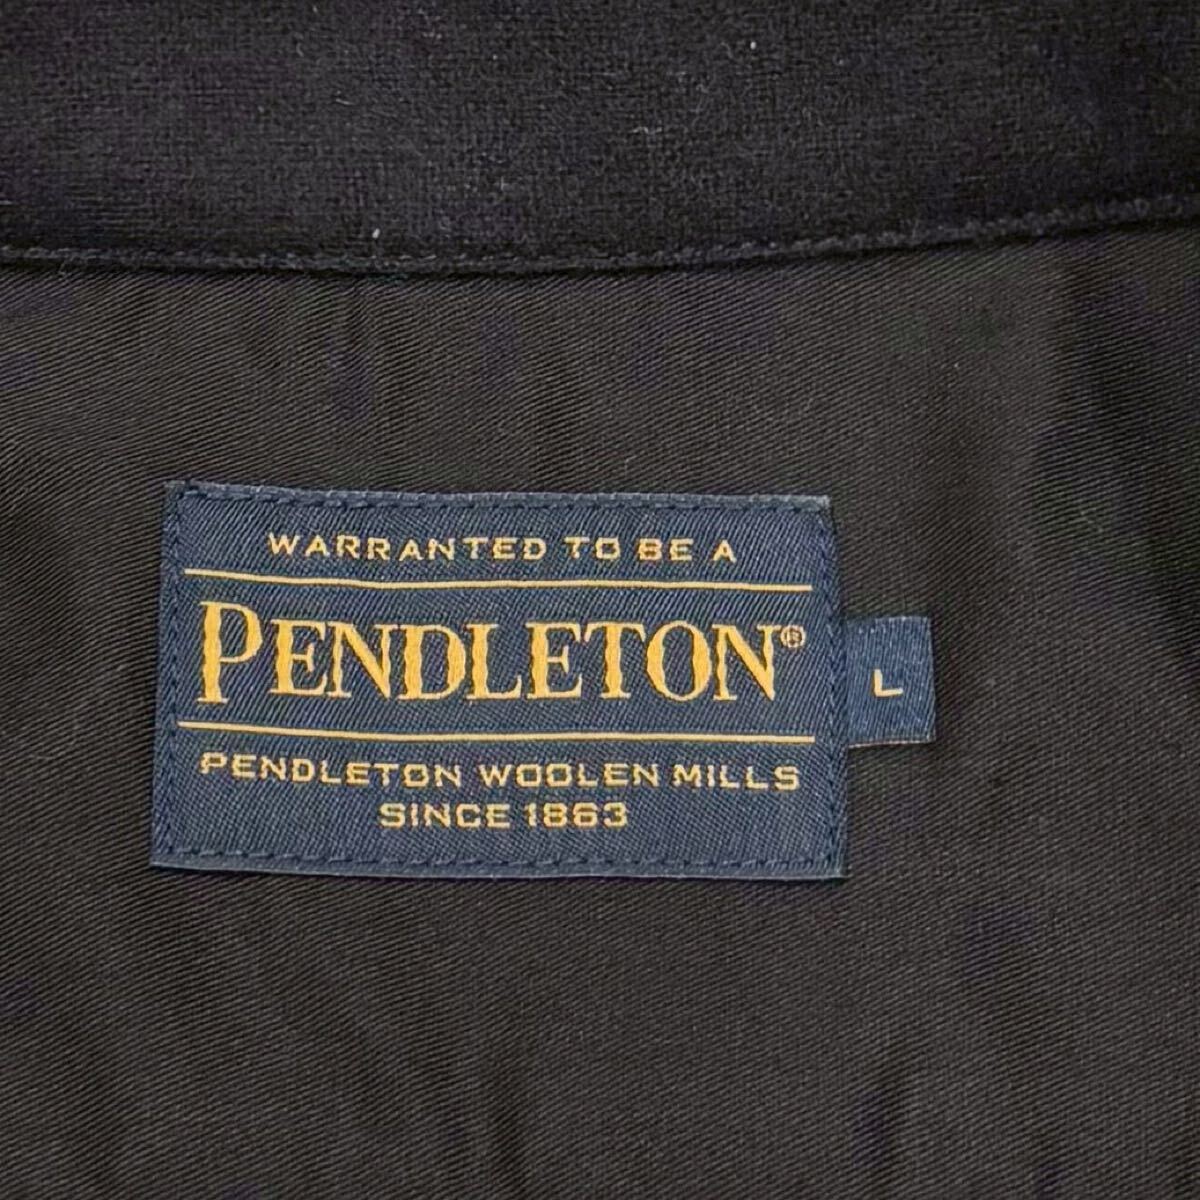 WARRANTED TO BE A
PENDLETON®
PENDLETON WOOLEN MILLS
SINCE 1863
L